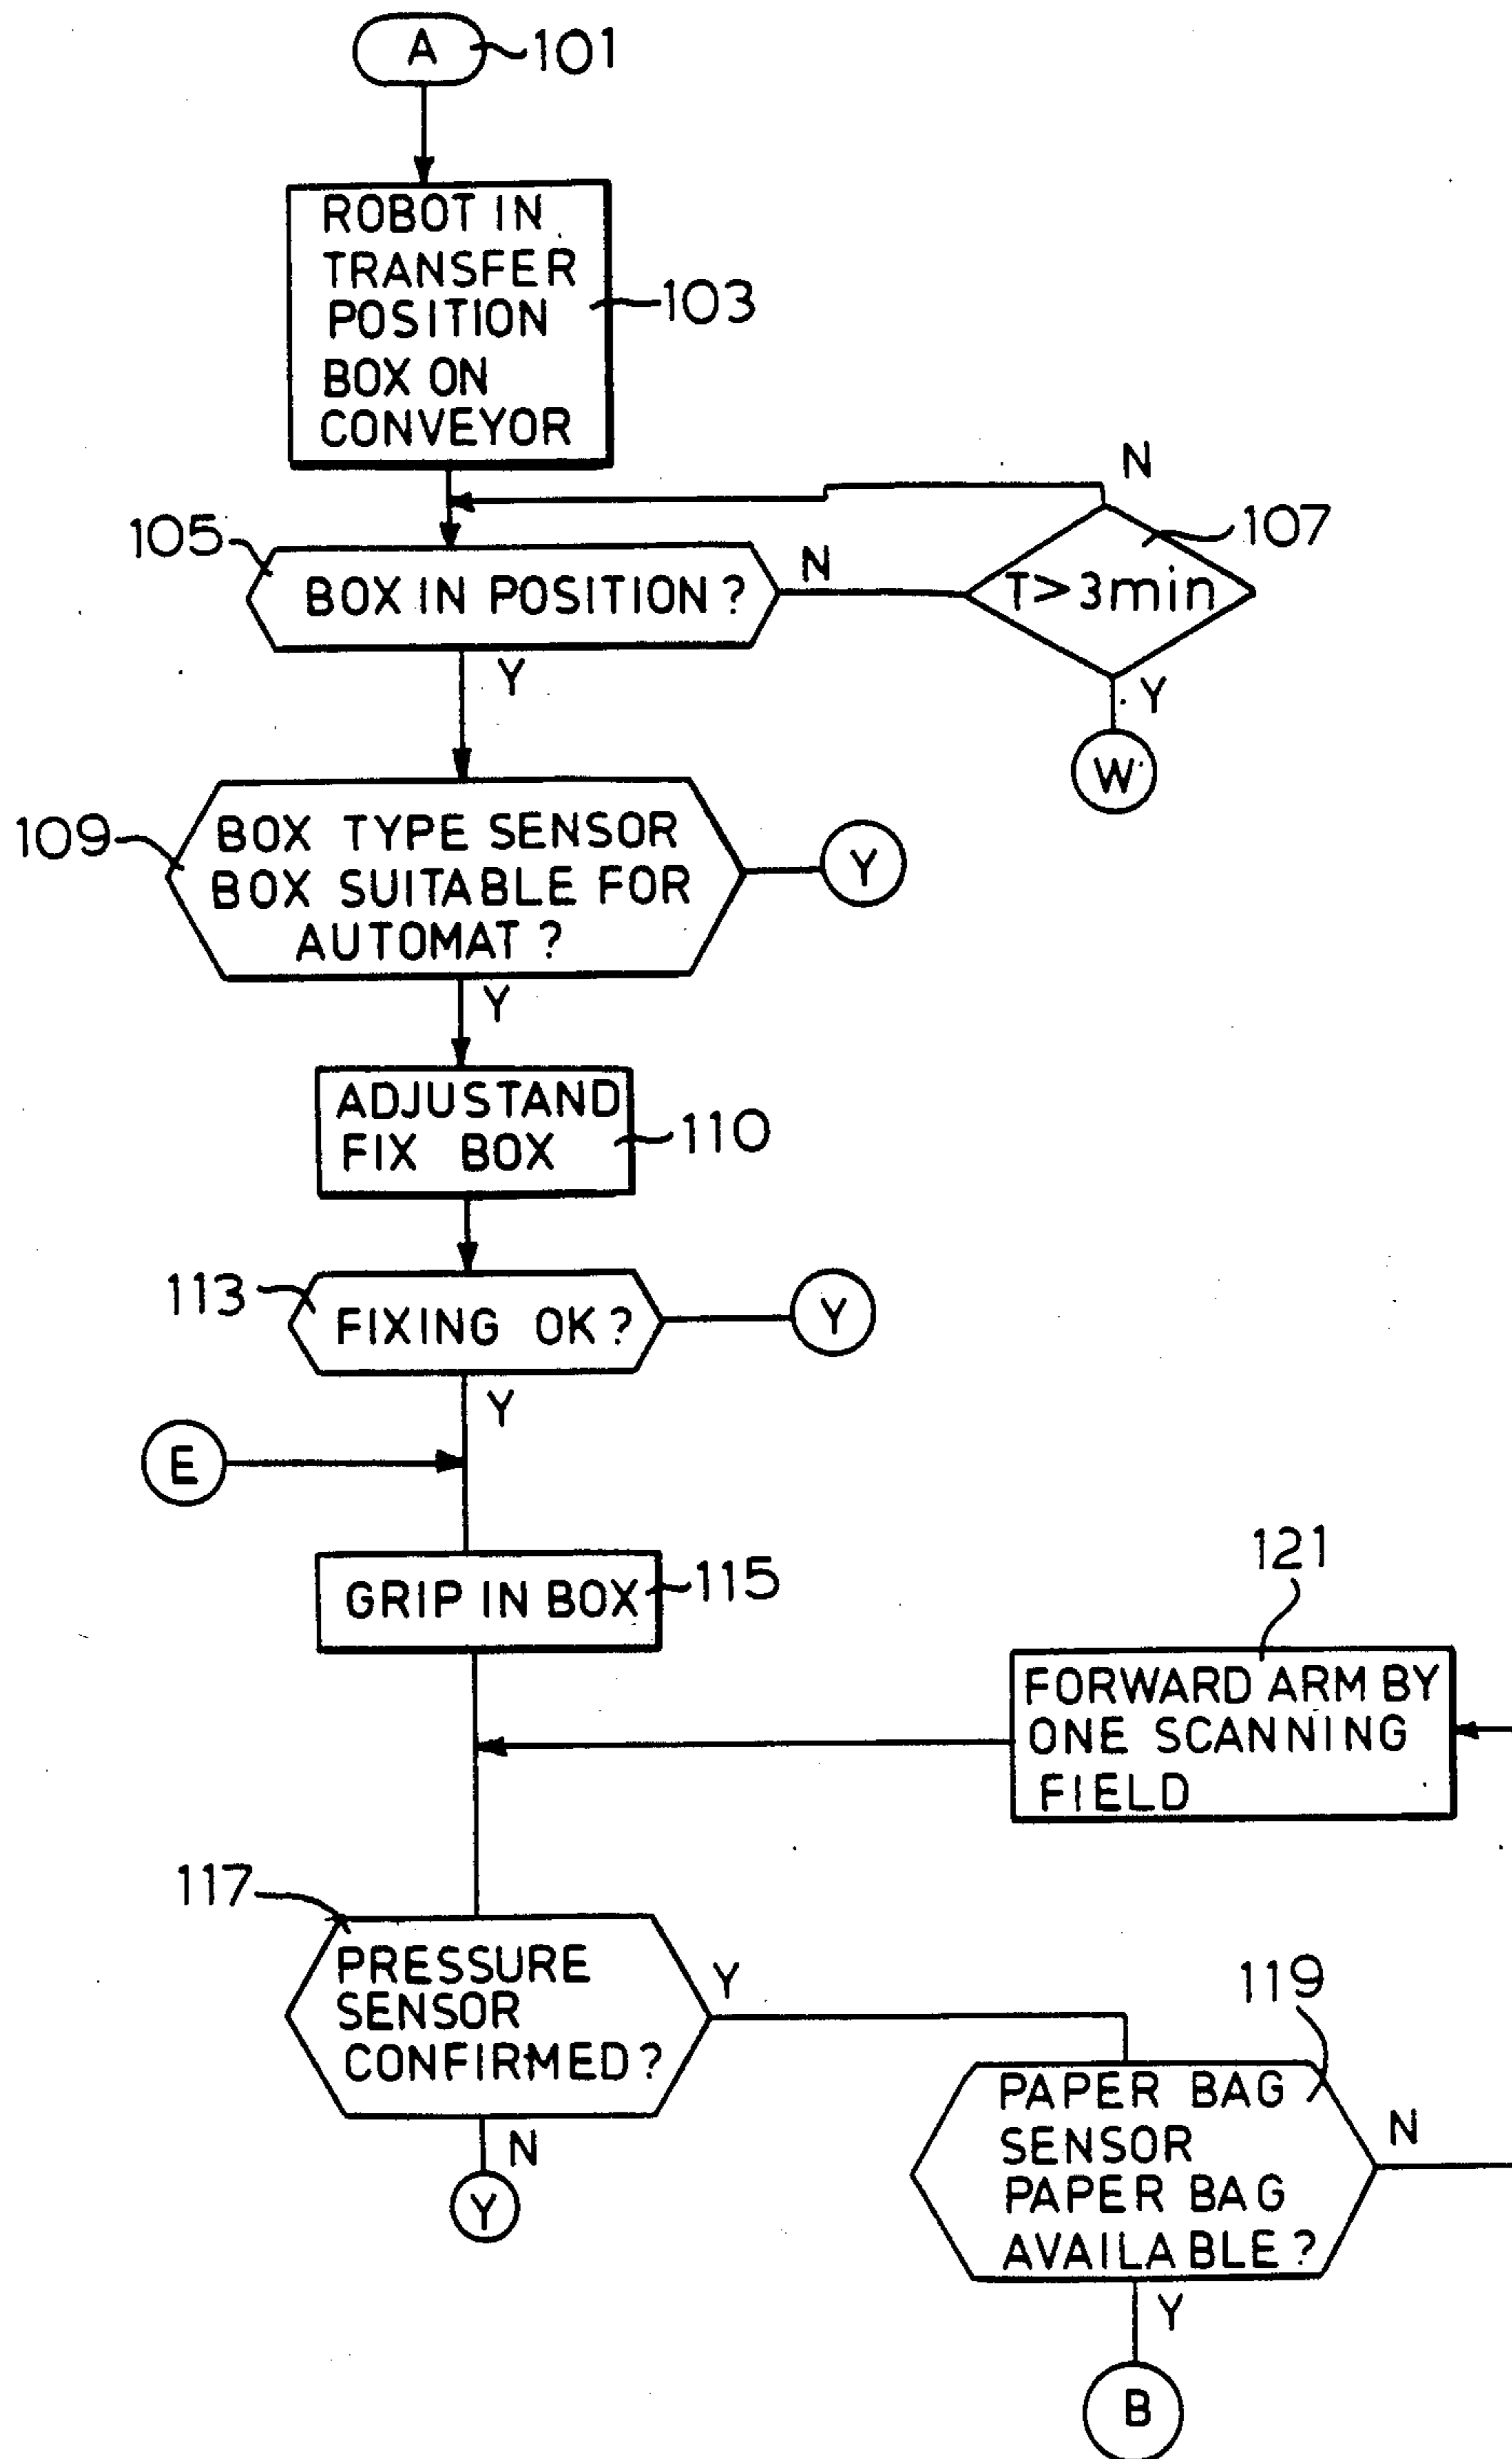 A
101
ROBOT IN
TRANSFER
POSITION
BOX ON
CONVEYOR
103
N
105
BOX IN POSITION ?
N
T>3min
107
Y
Y
W
109
BOX TYPE SENSOR
BOX SUITABLE FOR
AUTOMAT ?
Y
Y
ADJUSTAND
FIX BOX
110
113
FIXING OK ?
Y
Y
E
GRIP IN BOX
115
121
FORWARD ARM BY
ONE SCANNING
FIELD
117
PRESSURE
SENSOR
CONFIRMED ?
Y
N
Y
119
PAPER BAG
SENSOR
PAPER BAG
AVAILABLE ?
N
Y
B